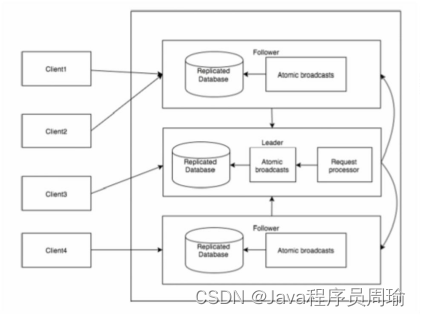 Client1
Client2
Client3
Client4
Follower
Replicated
Database
Atomic broadcasts
Leader
Replicated
Database
Atomic
broadcasts
Request
processor
Follower
Replicated
Database
Atomic broadcasts
CSDN @Java程序员周瑜